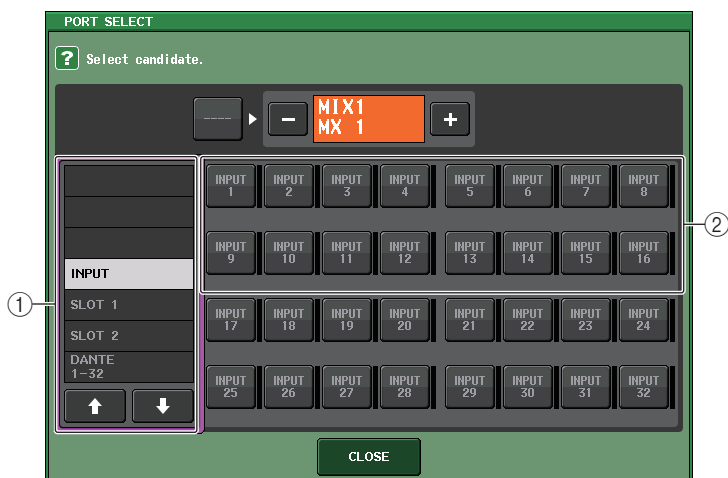 PORT SELECT
? Select candidate.
---- MIX1
MX 1
− +
INPUT
SLOT 1
SLOT 2
DANTE
1-32
INPUT 1 INPUT 2 INPUT 3 INPUT 4 INPUT 5 INPUT 6 INPUT 7 INPUT 8
INPUT 9 INPUT 10 INPUT 11 INPUT 12 INPUT 13 INPUT 14 INPUT 15 INPUT 16
INPUT 17 INPUT 18 INPUT 19 INPUT 20 INPUT 21 INPUT 22 INPUT 23 INPUT 24
INPUT 25 INPUT 26 INPUT 27 INPUT 28 INPUT 29 INPUT 30 INPUT 31 INPUT 32
CLOSE
①
②